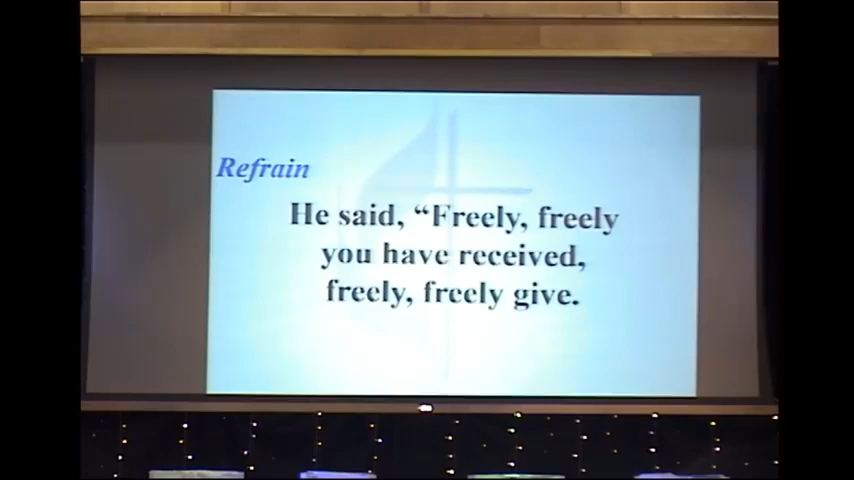 Refrain
He said, “Freely, freely
you have received,
freely, freely give.